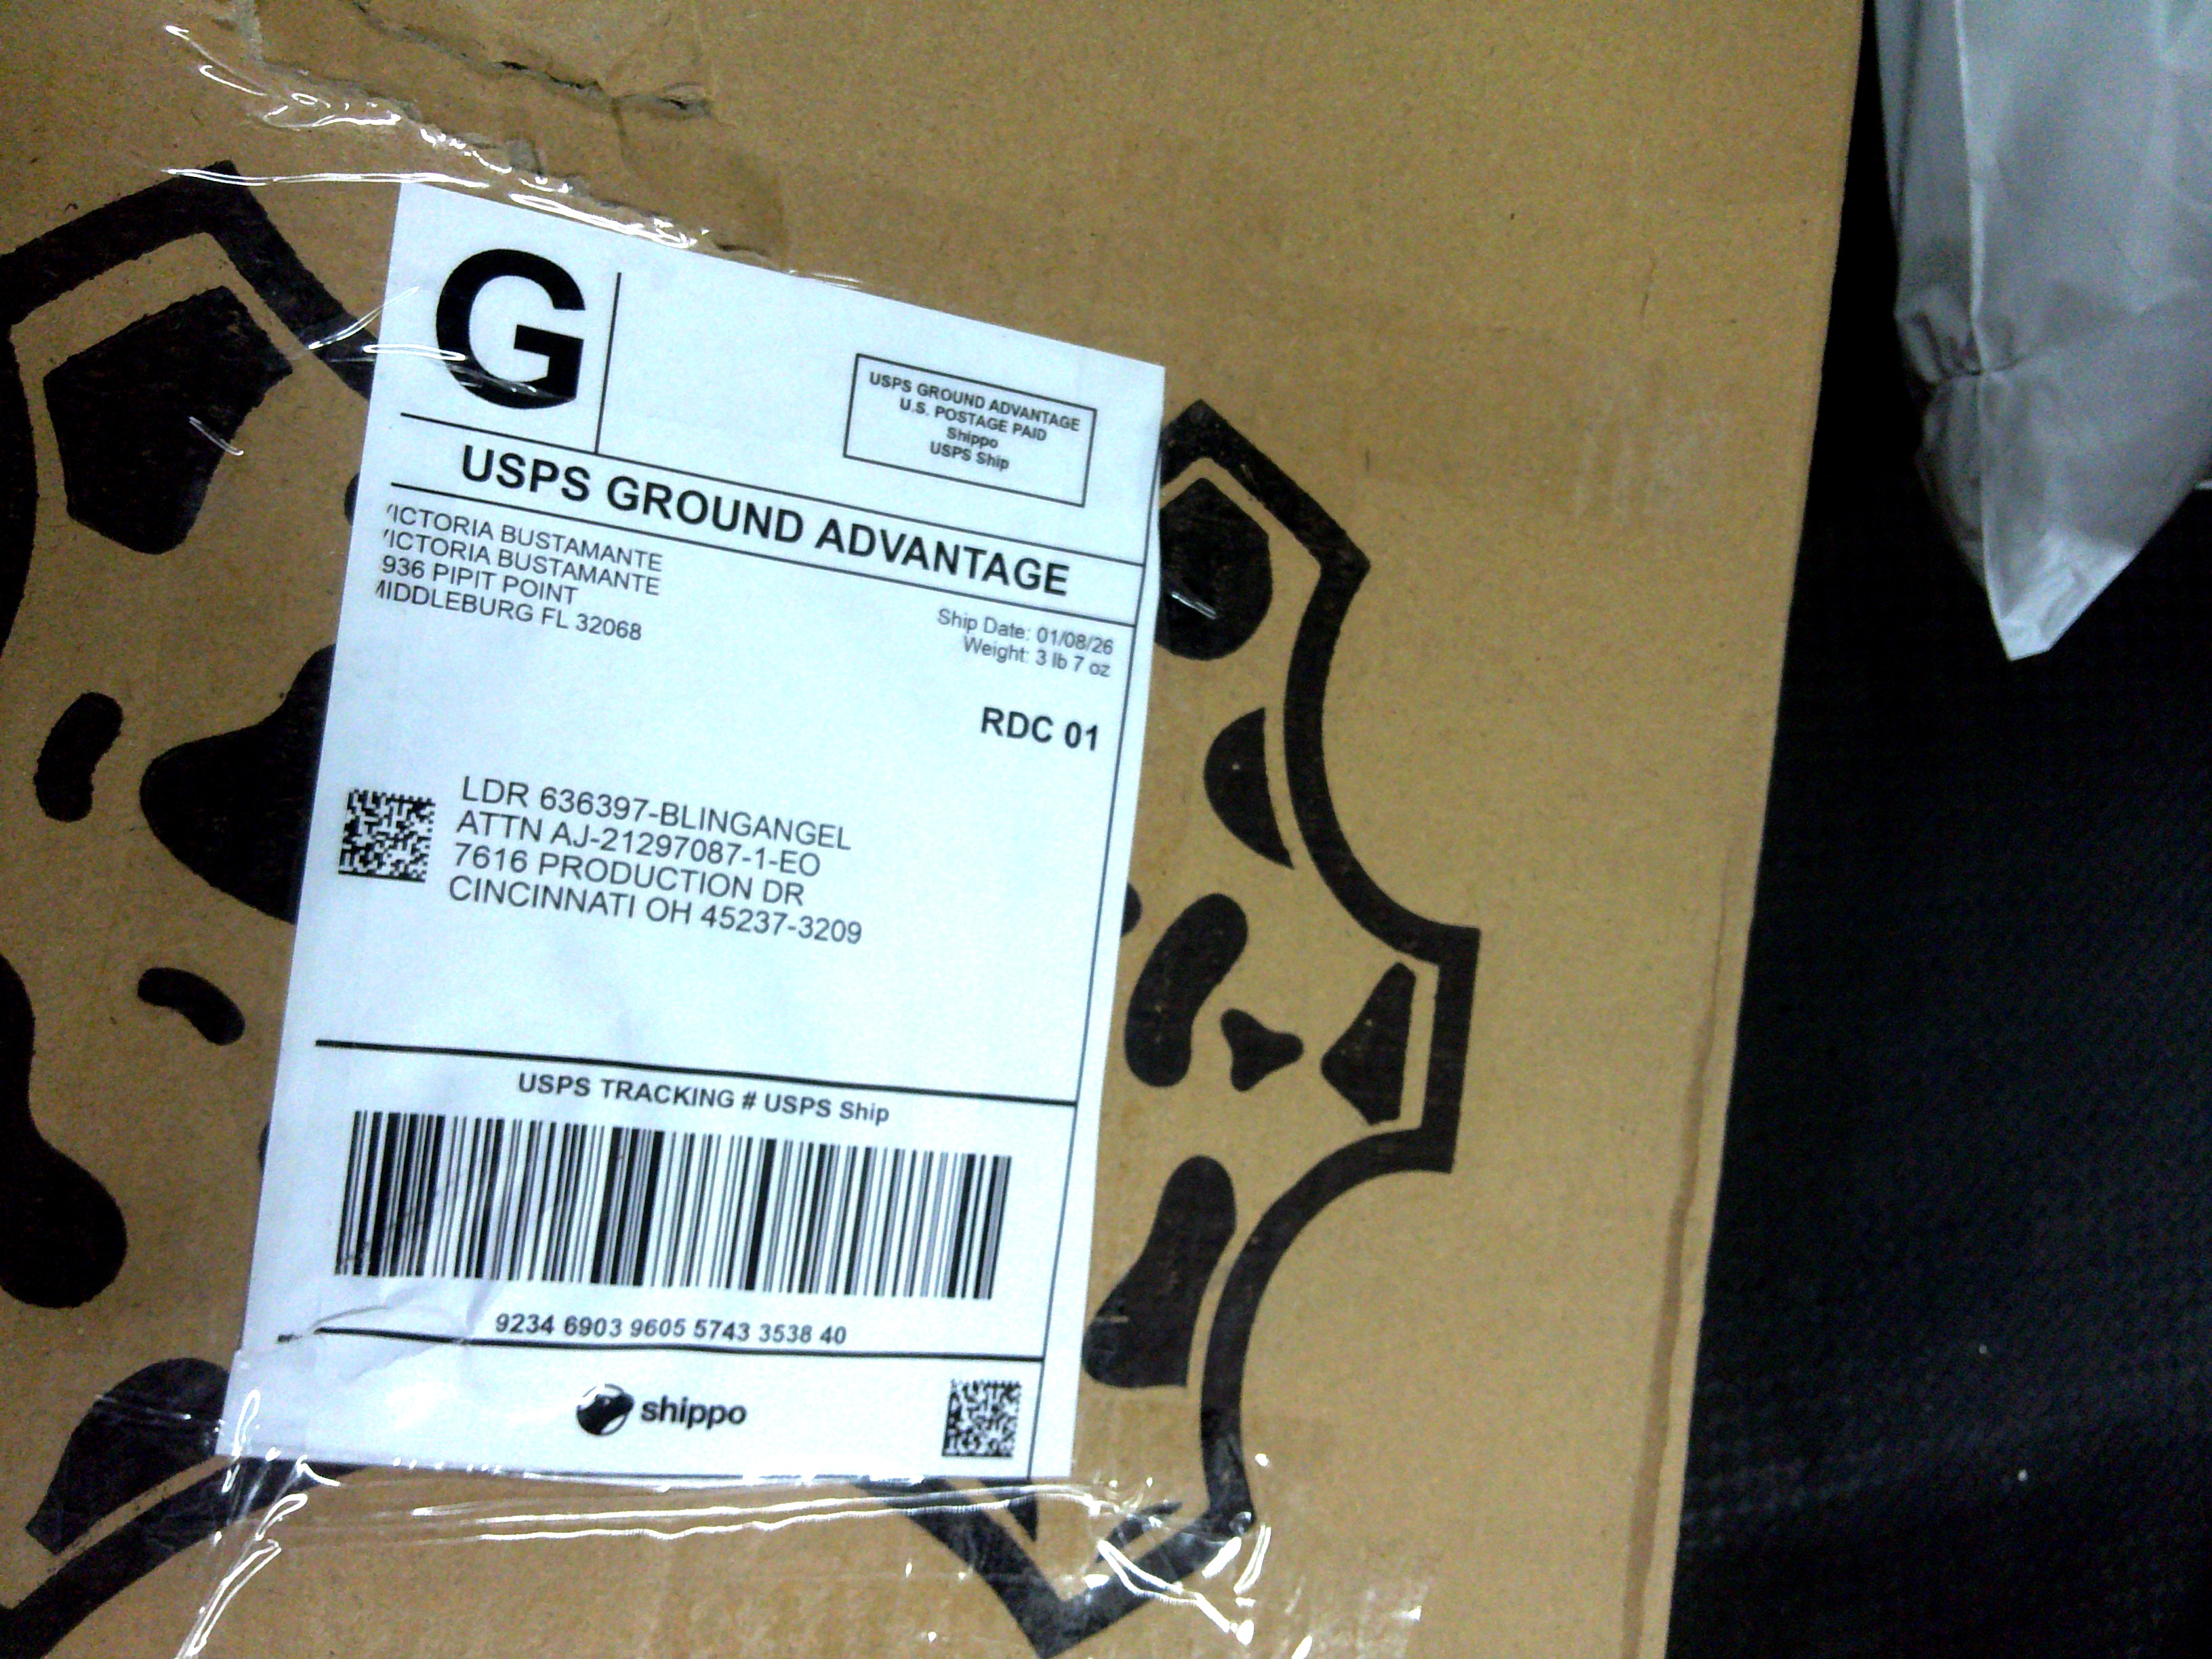 G
USPS GROUND ADVANTAGE
U.S. POSTAGE PAID
Shippo
USPS Ship
USPS GROUND ADVANTAGE
VICTORIA BUSTAMANTE
VICTORIA BUSTAMANTE
936 PIPIT POINT
MIDDLEBURG FL 32068
Ship Date: 01/08/26
Weight: 3 lb 7 oz
RDC 01
LDR 636397-BLINGANGEL
ATTN AJ-21297087-1-EO
7616 PRODUCTION DR
CINCINNATI OH 45237-3209
USPS TRACKING # USPS Ship
9234 6903 9605 5743 3538 40
shippo